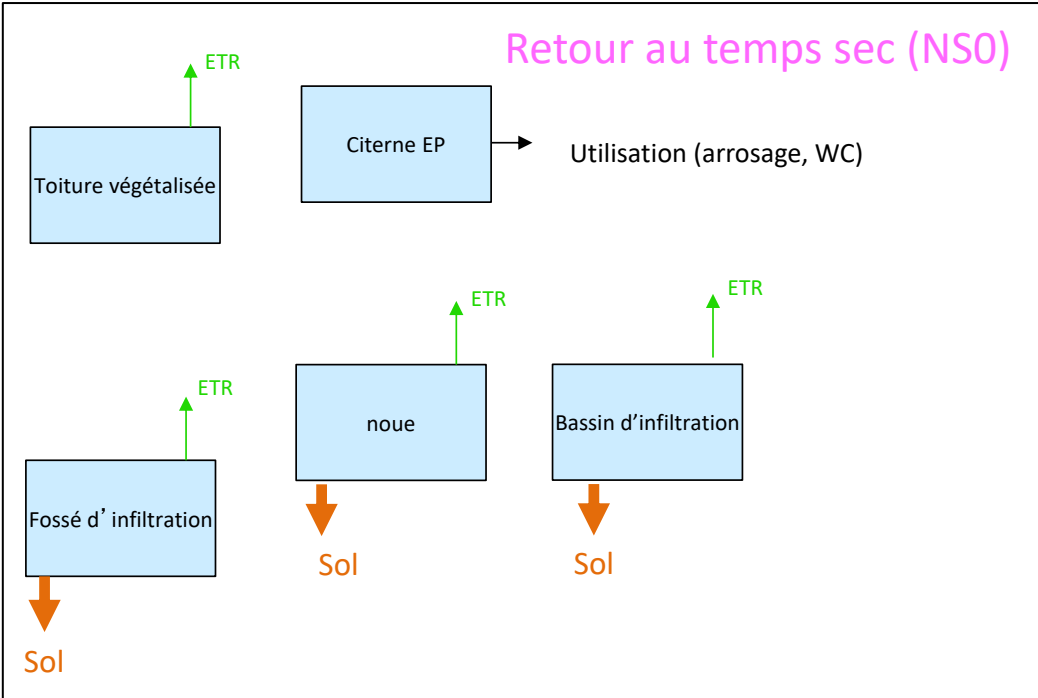 Retour au temps sec (NS0)
ETR
Toiture végétalisée
Citerne EP
Utilisation (arrosage, WC)
ETR
Fossé d’ infiltration
Sol
ETR
noue
Sol
ETR
Bassin d’infiltration
Sol